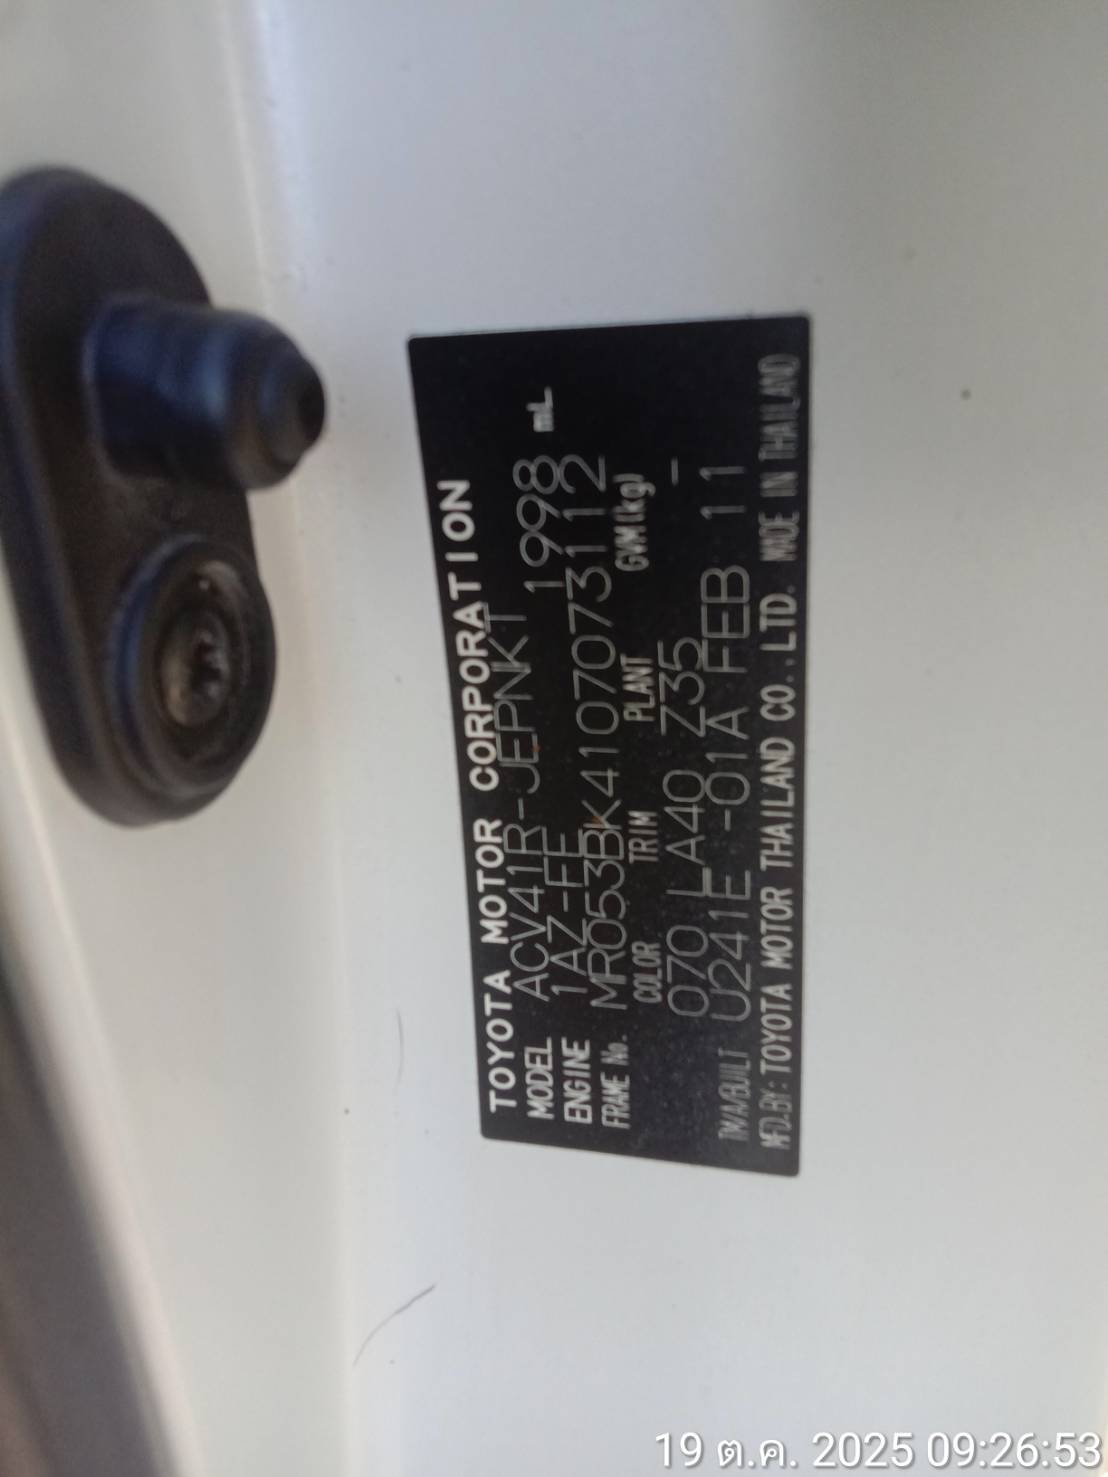 TOYOTA MOTOR CORPORATION
MODEL ACV41R-JEPNKT 1998 mL
ENGINE 1AZ-FE
FRAME No. MR053BK4107073112
COLOR TRIM PLANT GVM(kg)
070 LA40 Z35 -
TM/A/BUILT U241E -01A FEB 11
MFD.BY: TOYOTA MOTOR THAILAND CO.,LTD. MADE IN THAILAND
19 ต.ค. 2025 09:26:53